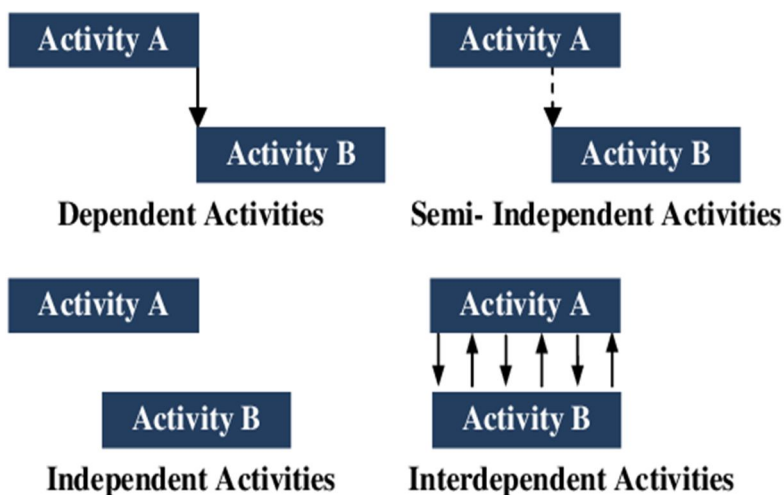 Activity A
Activity B
Dependent Activities
Activity A
Activity B
Semi- Independent Activities
Activity A
Activity B
Independent Activities
Activity A
Activity B
Interdependent Activities